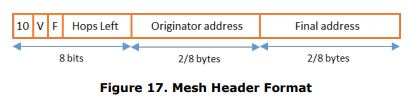 10 V F Hops Left Originator address Final address
8 bits 2/8 bytes 2/8 bytes
Figure 17. Mesh Header Format